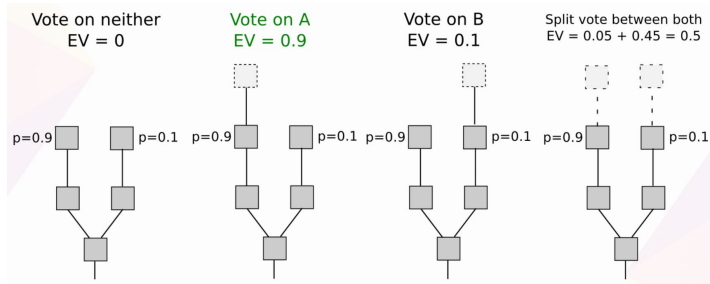 Vote on neither
EV = 0
Vote on A
EV = 0.9
Vote on B
EV = 0.1
Split vote between both
EV = 0.05 + 0.45 = 0.5
p=0.9
p=0.1
p=0.9
p=0.1
p=0.9
p=0.1
p=0.9
p=0.1